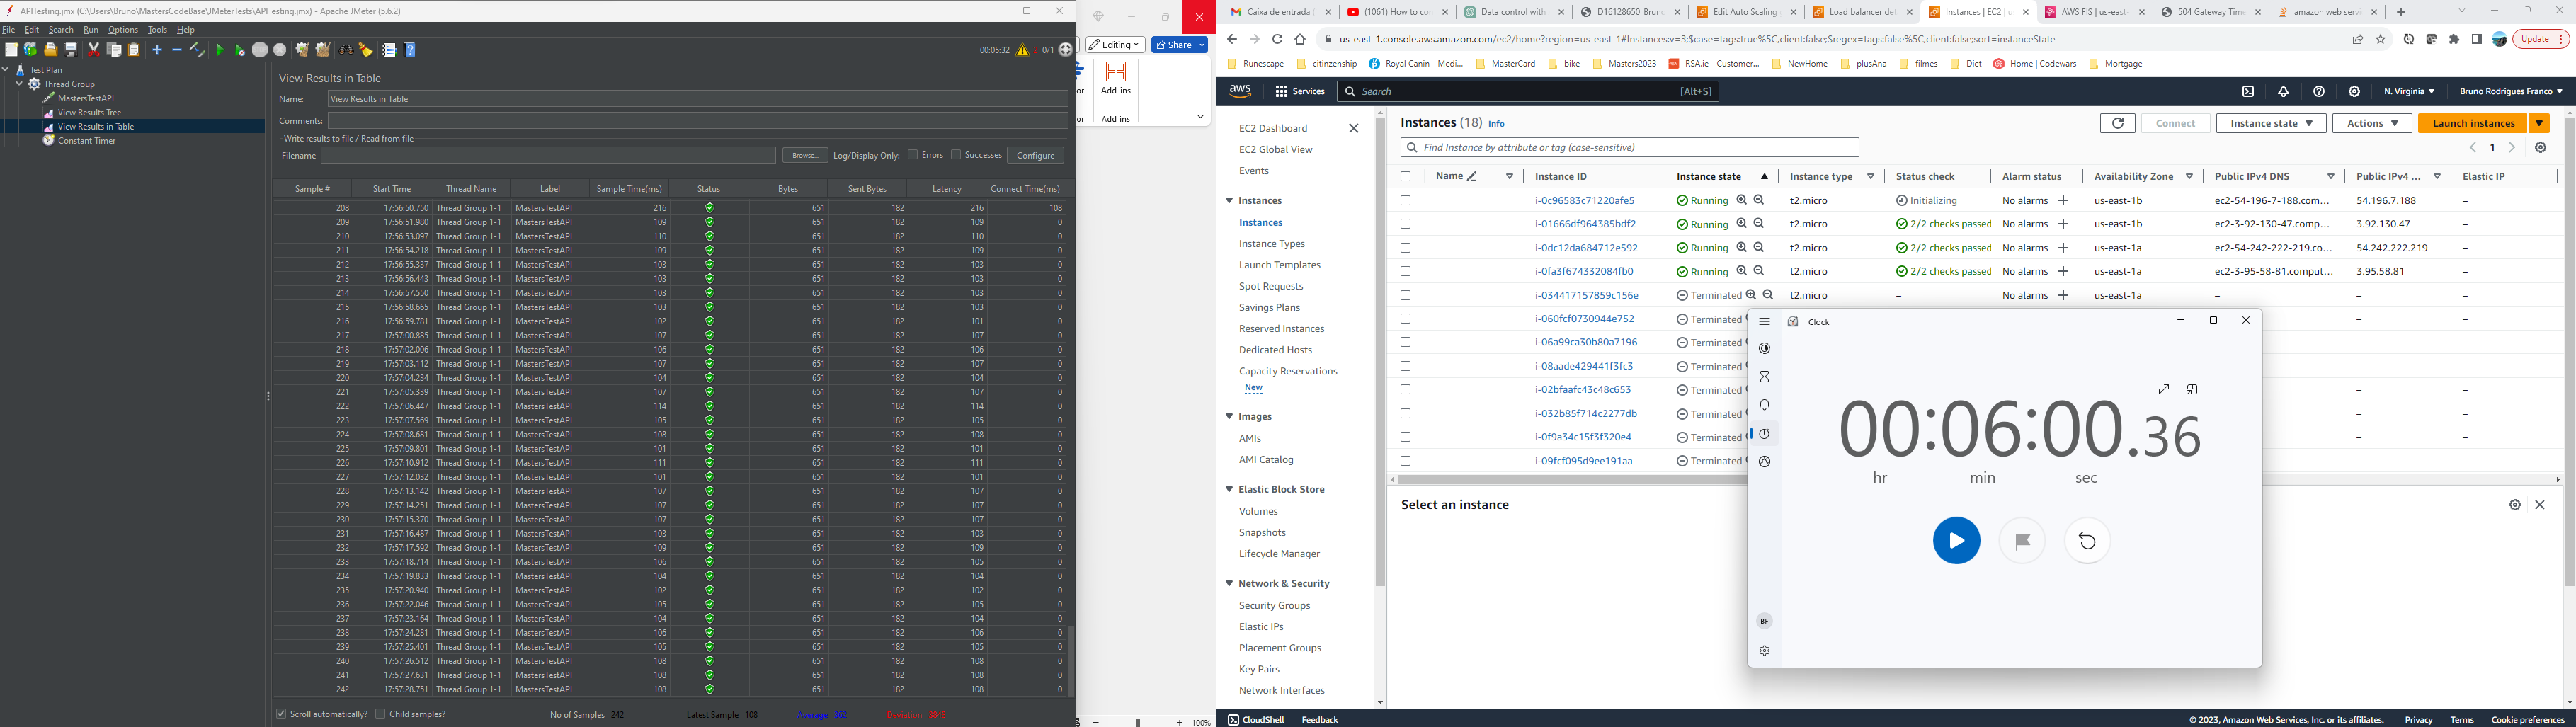 APITesting.jmx (C:\Users\Bruno\MastersCodeBase\JMeterTests\APITesting.jmx) - Apache JMeter (5.6.2)
File Edit Search Run Options Tools Help
00:05:32 2 0/1
Test Plan
Thread Group
MastersTestAPI
View Results Tree
View Results in Table
Constant Timer
View Results in Table
Name: View Results in Table
Comments:
Write results to file / Read from file
Filename Browse... Log/Display Only: Errors Successes Configure
Sample # Start Time Thread Name Label Sample Time(ms) Status Bytes Sent Bytes Latency Connect Time(ms)
208 17:56:50.750 Thread Group 1-1 MastersTestAPI 216 651 182 216 108
209 17:56:51.980 Thread Group 1-1 MastersTestAPI 109 651 182 109 0
210 17:56:53.097 Thread Group 1-1 MastersTestAPI 110 651 182 110 0
211 17:56:54.218 Thread Group 1-1 MastersTestAPI 109 651 182 109 0
212 17:56:55.337 Thread Group 1-1 MastersTestAPI 103 651 182 103 0
213 17:56:56.443 Thread Group 1-1 MastersTestAPI 103 651 182 103 0
214 17:56:57.550 Thread Group 1-1 MastersTestAPI 103 651 182 103 0
215 17:56:58.665 Thread Group 1-1 MastersTestAPI 103 651 182 103 0
216 17:56:59.781 Thread Group 1-1 MastersTestAPI 102 651 182 101 0
217 17:57:00.885 Thread Group 1-1 MastersTestAPI 107 651 182 107 0
218 17:57:02.006 Thread Group 1-1 MastersTestAPI 106 651 182 106 0
219 17:57:03.112 Thread Group 1-1 MastersTestAPI 107 651 182 107 0
220 17:57:04.234 Thread Group 1-1 MastersTestAPI 104 651 182 104 0
221 17:57:05.339 Thread Group 1-1 MastersTestAPI 107 651 182 107 0
222 17:57:06.447 Thread Group 1-1 MastersTestAPI 114 651 182 114 0
223 17:57:07.569 Thread Group 1-1 MastersTestAPI 105 651 182 105 0
224 17:57:08.681 Thread Group 1-1 MastersTestAPI 108 651 182 108 0
225 17:57:09.801 Thread Group 1-1 MastersTestAPI 101 651 182 101 0
226 17:57:10.912 Thread Group 1-1 MastersTestAPI 111 651 182 111 0
227 17:57:12.032 Thread Group 1-1 MastersTestAPI 101 651 182 101 0
228 17:57:13.142 Thread Group 1-1 MastersTestAPI 107 651 182 107 0
229 17:57:14.251 Thread Group 1-1 MastersTestAPI 107 651 182 107 0
230 17:57:15.370 Thread Group 1-1 MastersTestAPI 107 651 182 107 0
231 17:57:16.487 Thread Group 1-1 MastersTestAPI 103 651 182 103 0
232 17:57:17.592 Thread Group 1-1 MastersTestAPI 109 651 182 109 0
233 17:57:18.714 Thread Group 1-1 MastersTestAPI 106 651 182 105 0
234 17:57:19.833 Thread Group 1-1 MastersTestAPI 104 651 182 104 0
235 17:57:20.940 Thread Group 1-1 MastersTestAPI 102 651 182 102 0
236 17:57:22.046 Thread Group 1-1 MastersTestAPI 105 651 182 105 0
237 17:57:23.164 Thread Group 1-1 MastersTestAPI 104 651 182 104 0
238 17:57:24.281 Thread Group 1-1 MastersTestAPI 106 651 182 106 0
239 17:57:25.401 Thread Group 1-1 MastersTestAPI 105 651 182 105 0
240 17:57:26.512 Thread Group 1-1 MastersTestAPI 108 651 182 108 0
241 17:57:27.631 Thread Group 1-1 MastersTestAPI 108 651 182 108 0
242 17:57:28.751 Thread Group 1-1 MastersTestAPI 108 651 182 108 0
Scroll automatically? Child samples? No of Samples 242 Latest Sample 108 Average 362
Editing Share
or Add-ins
or Add-ins
100%
Caixa de entrada (1061) How to co Data control with D16128650_Bruno Edit Auto Scaling Load balancer de Instances | EC2 | u AWS FIS | us-east 504 Gateway Tim amazon web serv
us-east-1.console.aws.amazon.com/ec2/home?region=us-east-1#Instances:v=3;$case=tags:true%5C,client:false;$regex=tags:false%5C,client:false;sort=instanceState Update
Runescape citizenship Royal Canin - Medi... MasterCard bike Masters2023 RSA.ie - Customer... NewHome plusAna filmes Diet Home | Codewars Mortgage
aws Services Search [Alt+S] N. Virginia Bruno Rodrigues Franco
EC2 Dashboard
EC2 Global View
Events
Instances
Instances
Instance Types
Launch Templates
Spot Requests
Savings Plans
Reserved Instances
Dedicated Hosts
Capacity Reservations
New
Images
AMIs
AMI Catalog
Elastic Block Store
Volumes
Snapshots
Lifecycle Manager
Network & Security
Security Groups
Elastic IPs
Placement Groups
Key Pairs
Network Interfaces
Instances (18) Info Connect Instance state Actions Launch instances
Find Instance by attribute or tag (case-sensitive) 1
Name Instance ID Instance state Instance type Status check Alarm status Availability Zone Public IPv4 DNS Public IPv4 ... Elastic IP
i-0c96583c71220afe5 Running t2.micro Initializing No alarms + us-east-1b ec2-54-196-7-188.com... 54.196.7.188 –
i-01666df964385bdf2 Running t2.micro 2/2 checks passed No alarms + us-east-1b ec2-3-92-130-47.comp... 3.92.130.47 –
i-0dc12da684712e592 Running t2.micro 2/2 checks passed No alarms + us-east-1a ec2-54-242-222-219.co... 54.242.222.219 –
i-0fa3f674332084fb0 Running t2.micro 2/2 checks passed No alarms + us-east-1a ec2-3-95-58-81.comput... 3.95.58.81 –
i-034417157859c156e Terminated t2.micro – No alarms + us-east-1a – – –
i-060fcf0730944e752 Terminated – –
i-06a99ca30b80a7196 Terminated – –
i-08aade429441f3fc3 Terminated – –
i-02bfaafc43c48c653 Terminated – –
i-032b85f714c2277db Terminated – –
i-0f9a34c15f3f320e4 Terminated – –
i-09fcf095d9ee191aa Terminated – –
Select an instance
Clock
00:06:00.36
hr min sec
BF
CloudShell Feedback © 2023, Amazon Web Services, Inc. or its affiliates. Privacy Terms Cookie preferences